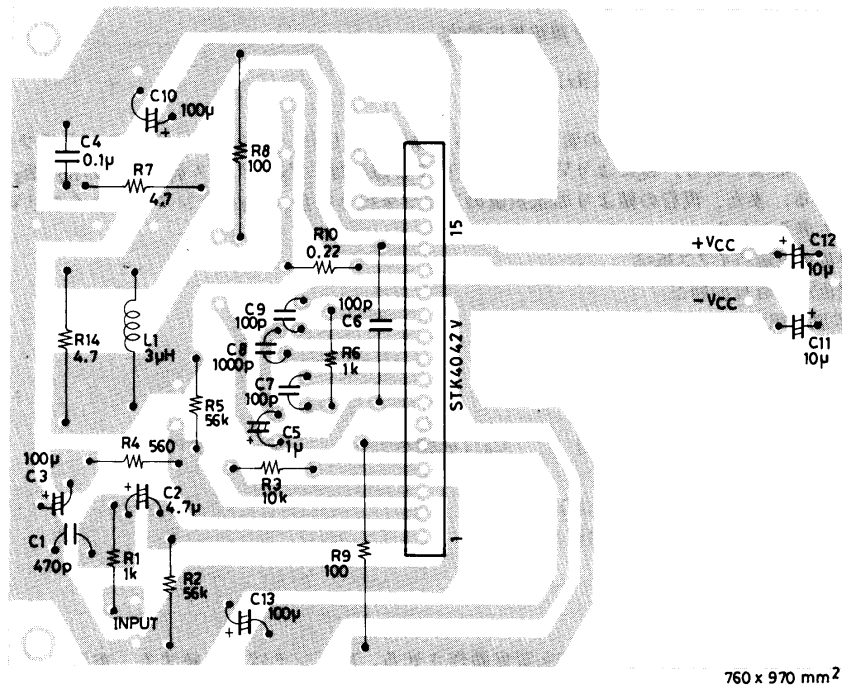 C10
100µ
C4
0.1µ
R7
4.7
R8
100
15
R10
0.22
+VCC
C12
10µ
-VCC
C11
10µ
C9
100p
100p
C6
C8
1000p
R6
1k
C7
100p
R14
4.7
L1
3µH
STK4042V
R5
56k
C5
1µ
R4 560
R3
10k
100µ
C3
C2
4.7µ
C1
470p
R1
1k
R2
56k
R9
100
1
INPUT
C13
100µ
760 x 970 mm²